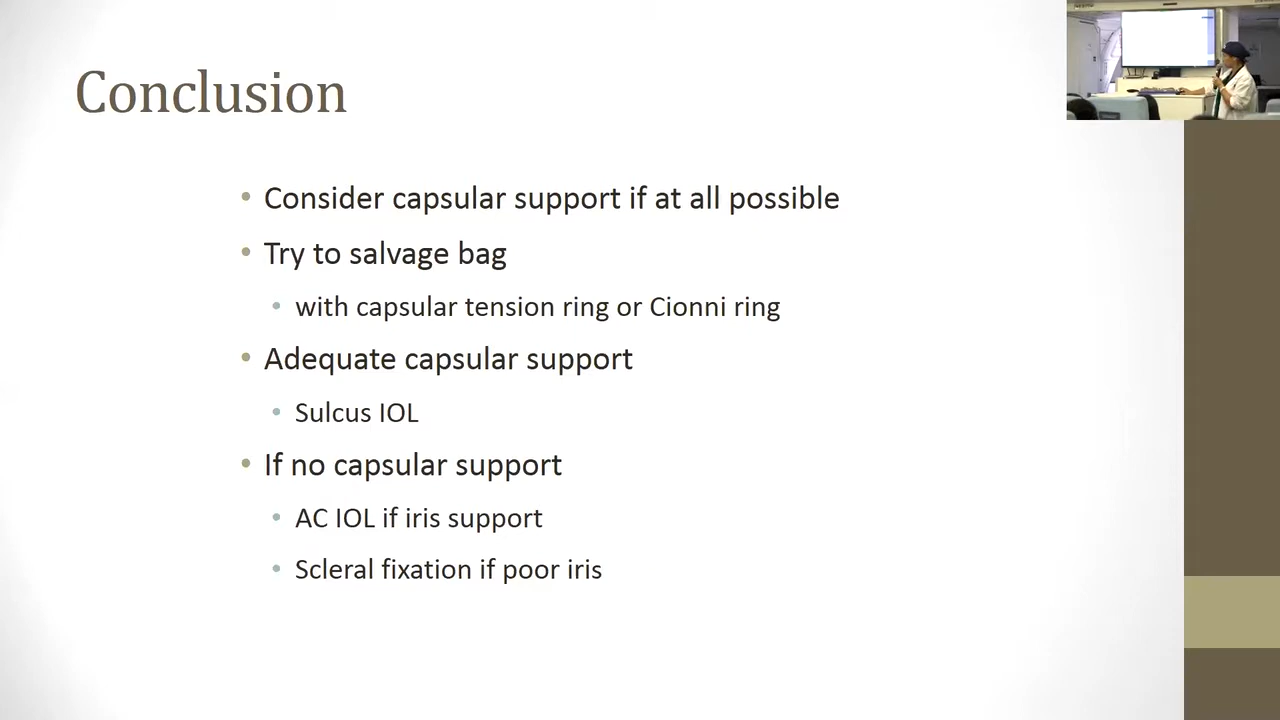 Conclusion
• Consider capsular support if at all possible
• Try to salvage bag
• with capsular tension ring or Cionni ring
• Adequate capsular support
• Sulcus IOL
• If no capsular support
• AC IOL if iris support
• Scleral fixation if poor iris